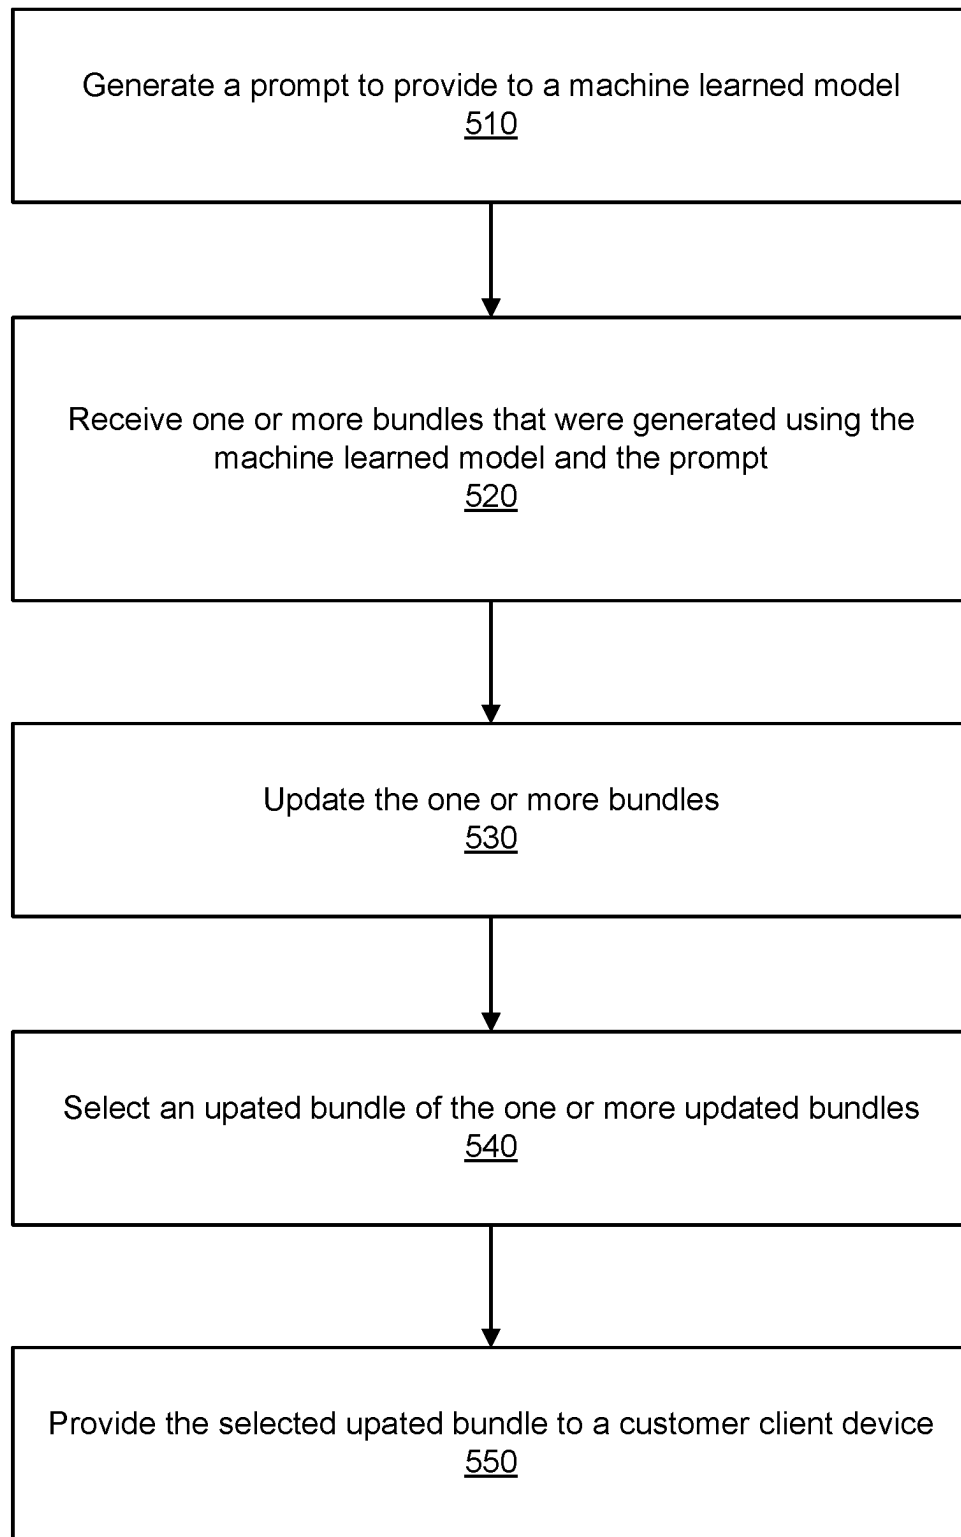 Generate a prompt to provide to a machine learned model
510
Receive one or more bundles that were generated using the
machine learned model and the prompt
520
Update the one or more bundles
530
Select an upated bundle of the one or more updated bundles
540
Provide the selected upated bundle to a customer client device
550